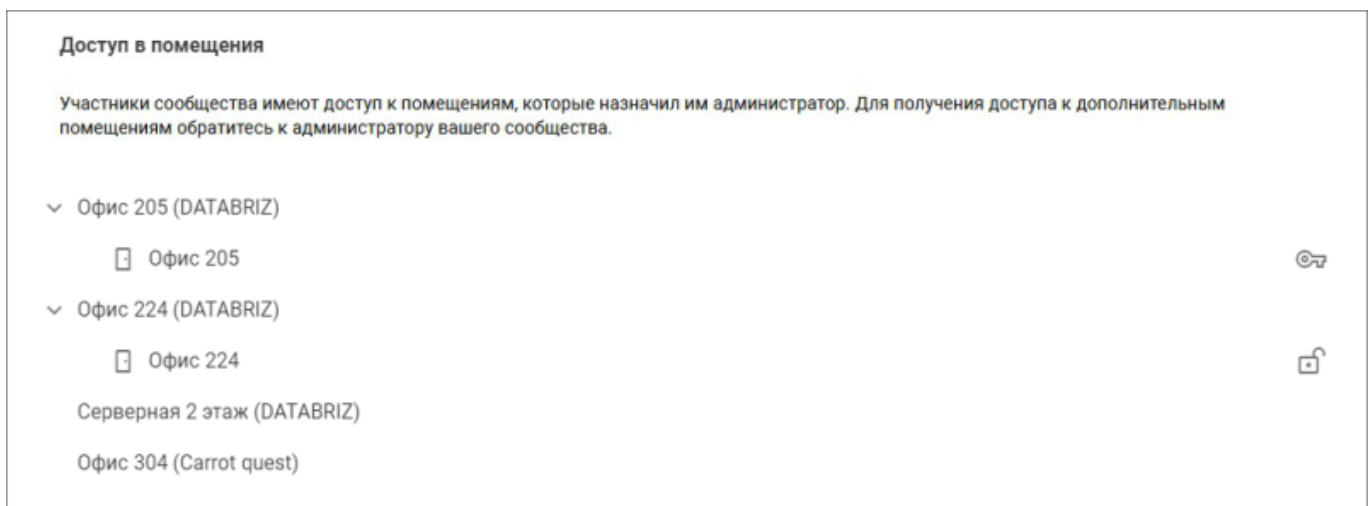 Доступ в помещения
Участники сообщества имеют доступ к помещениям, которые назначил им администратор. Для получения доступа к дополнительным
помещениям обратитесь к администратору вашего сообщества.
Офис 205 (DATABRIZ)
Офис 205
Офис 224 (DATABRIZ)
Офис 224
Серверная 2 этаж (DATABRIZ)
Офис 304 (Carrot quest)